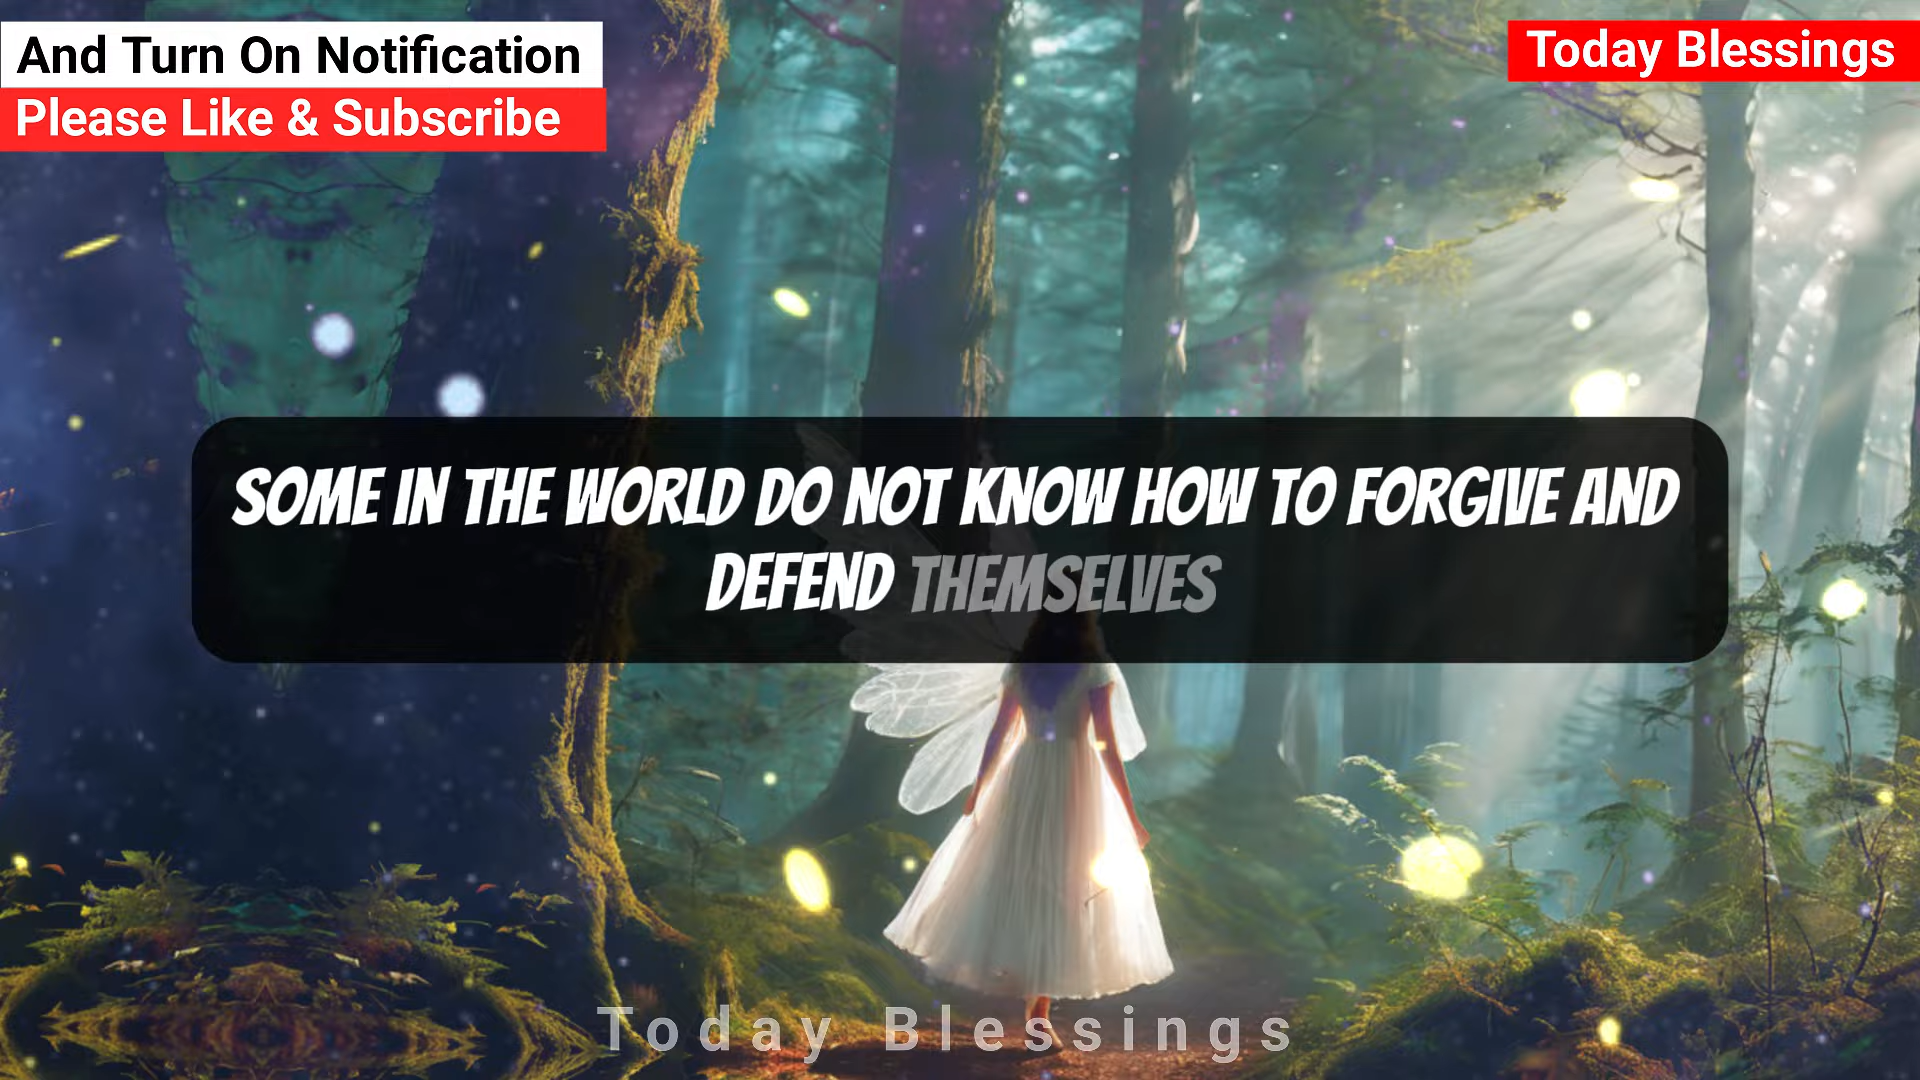 And Turn On Notification
Please Like & Subscribe
Today Blessings
SOME IN THE WORLD DO NOT KNOW HOW TO FORGIVE AND
DEFEND THEMSELVES
Today Blessings